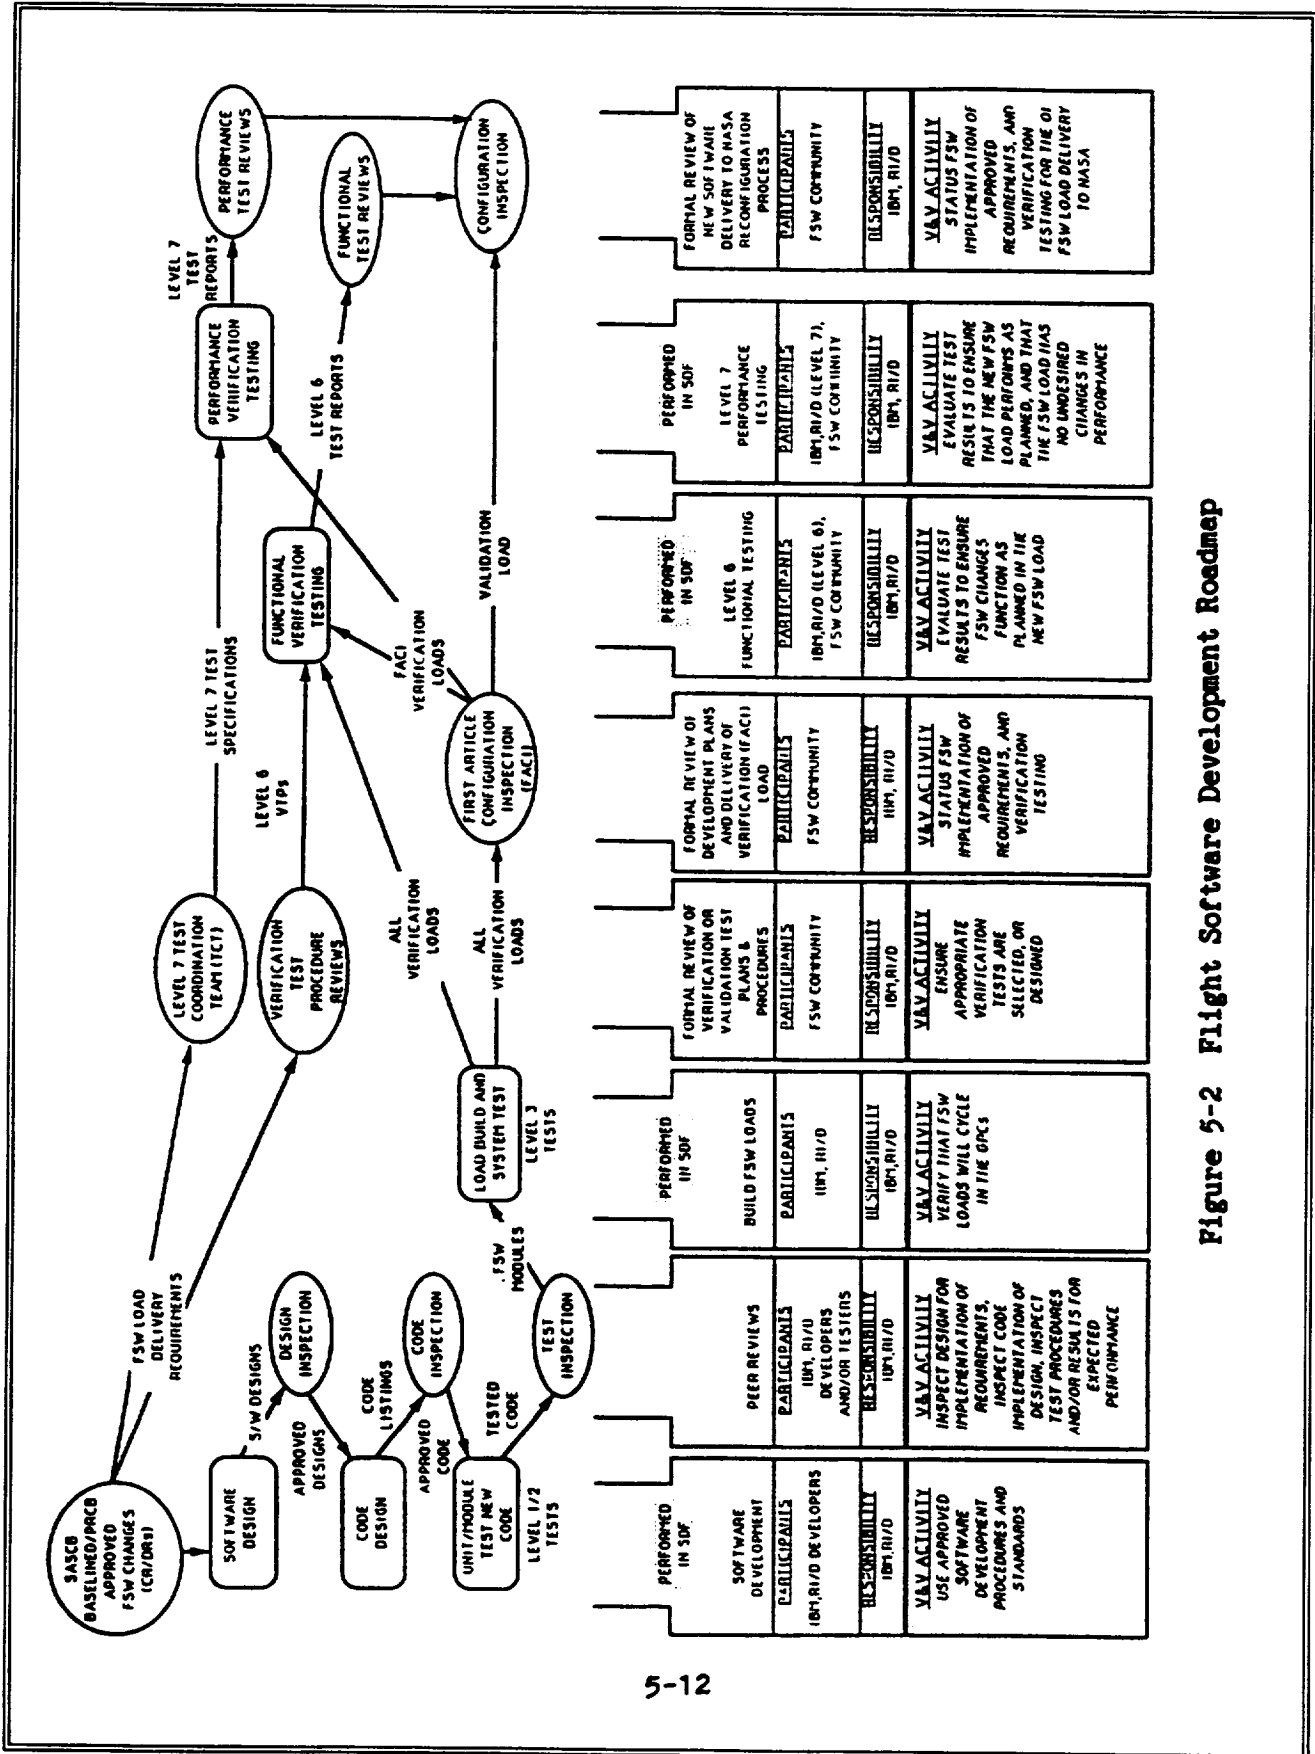 SASCB
BASELINED/PRCB
APPROVED
FSW CHANGES
(CR/DRs)
FSW LOAD
DELIVERY
REQUIREMENTS
LEVEL 7 TEST
COORDINATION
TEAM (TCT)
LEVEL 7 TEST
SPECIFICATIONS
PERFORMANCE
VERIFICATION
TESTING
LEVEL 7
TEST
REPORTS
PERFORMANCE
TEST REVIEWS
VERIFICATION
TEST
PROCEDURE
REVIEWS
LEVEL 6
VTPs
FUNCTIONAL
VERIFICATION
TESTING
LEVEL 6
TEST REPORTS
FUNCTIONAL
TEST REVIEWS
SOFTWARE
DESIGN
S/W DESIGNS
DESIGN
INSPECTION
APPROVED
DESIGNS
CODE
DESIGN
CODE
LISTINGS
CODE
INSPECTION
APPROVED
CODE
UNIT/MODULE
TEST NEW
CODE
LEVEL 1/2
TESTS
TESTED
CODE
TEST
INSPECTION
FSW
MODULES
LOAD BUILD AND
SYSTEM TEST
LEVEL 3
TESTS
ALL
VERIFICATION
LOADS
ALL
VERIFICATION
LOADS
FIRST ARTICLE
CONFIGURATION
INSPECTION
(FACI)
FACI
VERIFICATION
LOADS
VALIDATION
LOAD
CONFIGURATION
INSPECTION
PERFORMED
IN SDF
SOFTWARE
DEVELOPMENT
PARTICIPANTS
IBM,RI/D DEVELOPERS
RESPONSIBILITY
IBM,RI/D
V&V ACTIVITY
USE APPROVED
SOFTWARE
DEVELOPMENT
PROCEDURES AND
STANDARDS
PEER REVIEWS
PARTICIPANTS
IBM, RI/D
DEVELOPERS
AND/OR TESTERS
RESPONSIBILITY
IBM,RI/D
V&V ACTIVITY
INSPECT DESIGN FOR
IMPLEMENTATION OF
REQUIREMENTS,
INSPECT CODE
IMPLEMENTATION OF
DESIGN, INSPECT
TEST PROCEDURES
AND/OR RESULTS FOR
EXPECTED
PERFORMANCE
PERFORMED
IN SDF
BUILD FSW LOADS
PARTICIPANTS
IBM, RI/D
RESPONSIBILITY
IBM,RI/D
V&V ACTIVITY
VERIFY THAT FSW
LOADS WILL CYCLE
IN THE GPCs
FORMAL REVIEW OF
VERIFICATION OR
VALIDATION TEST
PLANS &
PROCEDURES
PARTICIPANTS
FSW COMMUNITY
RESPONSIBILITY
IBM,RI/D
V&V ACTIVITY
ENSURE
APPROPRIATE
VERIFICATION
TESTS ARE
SELECTED, OR
DESIGNED
FORMAL REVIEW OF
DEVELOPMENT PLANS
AND DELIVERY OF
VERIFICATION (FACI)
LOAD
PARTICIPANTS
FSW COMMUNITY
RESPONSIBILITY
IBM, RI/D
V&V ACTIVITY
STATUS FSW
IMPLEMENTATION OF
APPROVED
REQUIREMENTS, AND
VERIFICATION
TESTING
PERFORMED
IN SDF
LEVEL 6
FUNCTIONAL TESTING
PARTICIPANTS
IBM,RI/D (LEVEL 6),
FSW COMMUNITY
RESPONSIBILITY
IBM,RI/D
V&V ACTIVITY
EVALUATE TEST
RESULTS TO ENSURE
FSW CHANGES
FUNCTION AS
PLANNED IN THE
NEW FSW LOAD
PERFORMED
IN SDF
LEVEL 7
PERFORMANCE
TESTING
PARTICIPANTS
IBM,RI/D (LEVEL 7),
FSW COMMUNITY
RESPONSIBILITY
IBM, RI/D
V&V ACTIVITY
EVALUATE TEST
RESULTS TO ENSURE
THAT THE NEW FSW
LOAD PERFORMS AS
PLANNED, AND THAT
THE FSW LOAD HAS
NO UNDESIRED
CHANGES IN
PERFORMANCE
FORMAL REVIEW OF
NEW SOFTWARE
DELIVERY TO NASA
RECONFIGURATION
PROCESS
PARTICIPANTS
FSW COMMUNITY
RESPONSIBILITY
IBM, RI/D
V&V ACTIVITY
STATUS FSW
IMPLEMENTATION OF
APPROVED
REQUIREMENTS, AND
VERIFICATION
TESTING FOR THE OI
FSW LOAD DELIVERY
TO NASA
Figure 5-2 Flight Software Development Roadmap
5-12